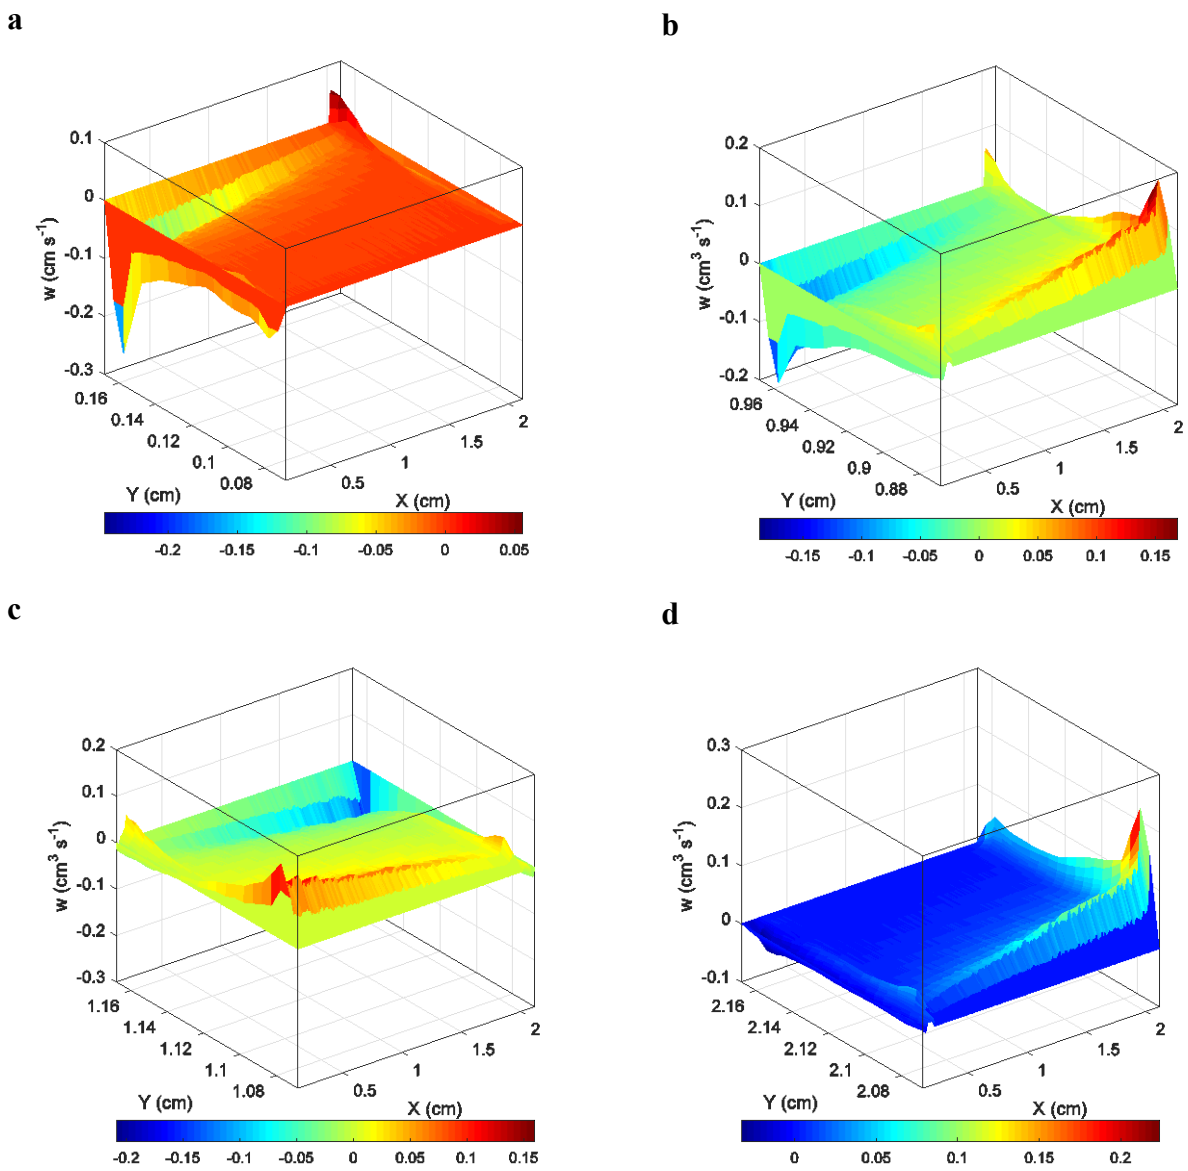 a
0.1
0
-0.1
-0.2
-0.3
w (cm s⁻¹)
0.16
0.14
0.12
0.1
0.08
0.5
1
1.5
2
Y (cm)
X (cm)
-0.2 -0.15 -0.1 -0.05 0 0.05
b
0.2
0.1
0
-0.1
-0.2
w (cm³ s⁻¹)
0.96
0.94
0.92
0.9
0.88
0.5
1
1.5
2
Y (cm)
X (cm)
-0.15 -0.1 -0.05 0 0.05 0.1 0.15
c
0.2
0.1
0
-0.1
-0.2
-0.3
w (cm³ s⁻¹)
1.16
1.14
1.12
1.1
1.08
0.5
1
1.5
2
Y (cm)
X (cm)
-0.2 -0.15 -0.1 -0.05 0 0.05 0.1 0.15
d
0.3
0.2
0.1
0
-0.1
w (cm³ s⁻¹)
2.16
2.14
2.12
2.1
2.08
0.5
1
1.5
2
Y (cm)
X (cm)
0 0.05 0.1 0.15 0.2